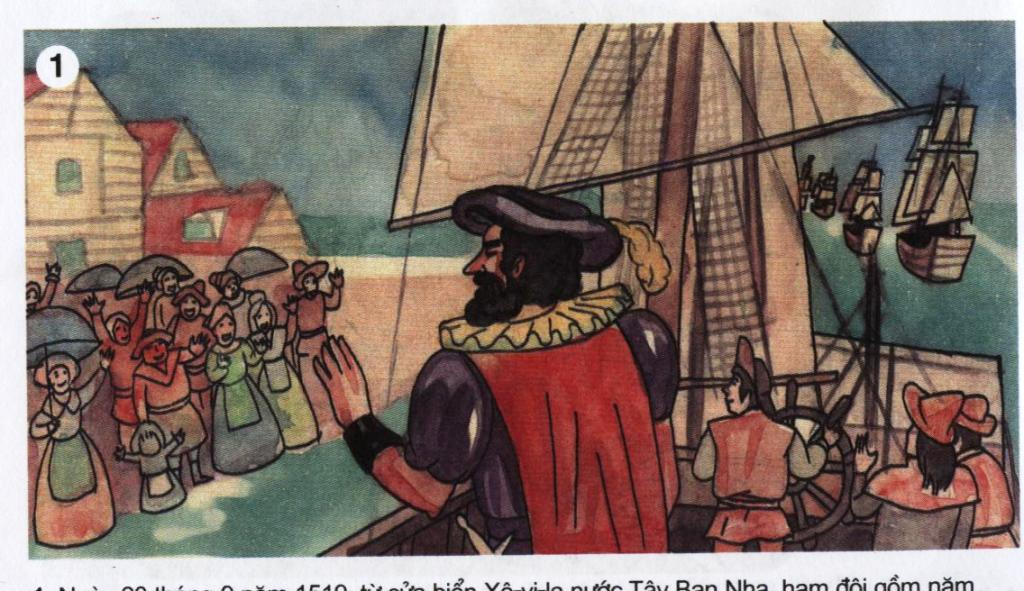 1
1. Ngày 20 tháng 9 năm 1519, từ cửa biển Xê-vi-la nước Tây Ban Nha, hạm đội gồm năm